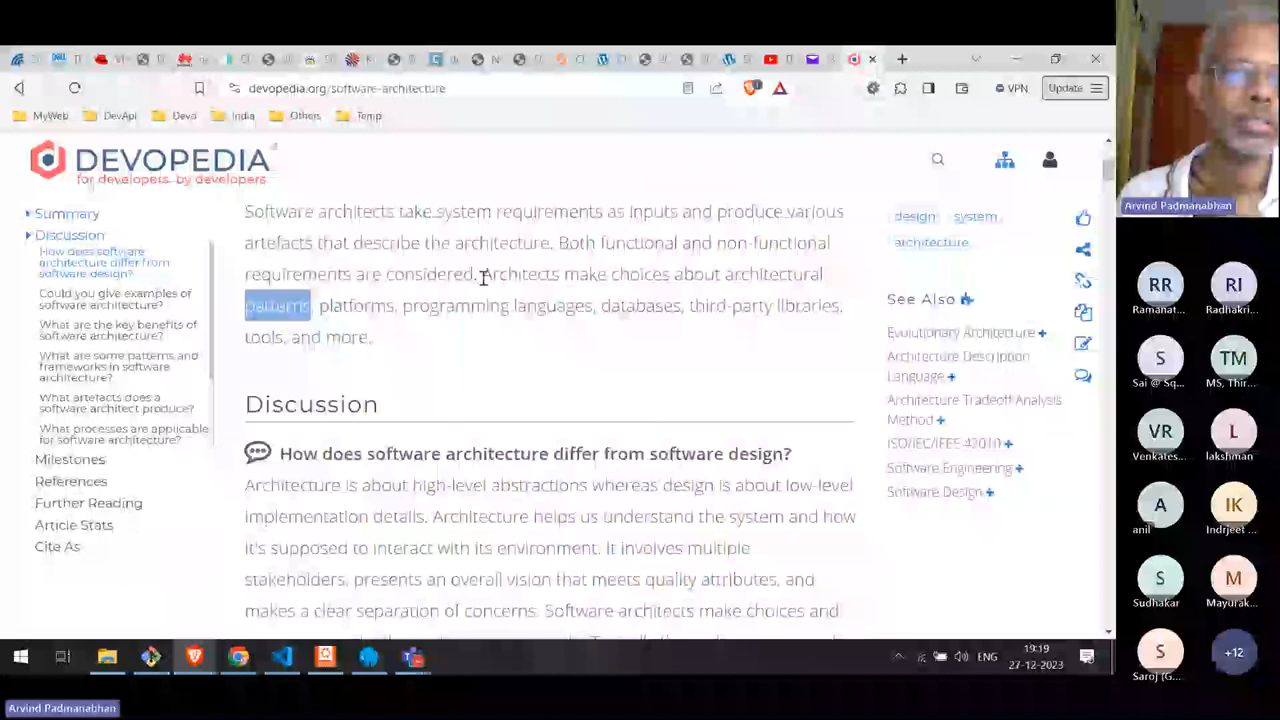 devopedia.org/software-architecture
VPN
Update
MyWeb
DevApi
Devo
India
Others
Temp
DEVOPEDIA
for developers. by developers.
Summary
Discussion
How does software
architecture differ from
software design?
Could you give examples of
software architecture?
What are the key benefits of
software architecture?
What are some patterns and
frameworks in software
architecture?
What artefacts does a
software architect produce?
What processes are applicable
for software architecture?
Milestones
References
Further Reading
Article Stats
Cite As
Software architects take system requirements as inputs and produce various
artefacts that describe the architecture. Both functional and non-functional
requirements are considered. Architects make choices about architectural
patterns, platforms, programming languages, databases, third-party libraries,
tools, and more.
Discussion
How does software architecture differ from software design?
Architecture is about high-level abstractions whereas design is about low-level
implementation details. Architecture helps us understand the system and how
it's supposed to interact with its environment. It involves multiple
stakeholders, presents an overall vision that meets quality attributes, and
makes a clear separation of concerns. Software architects make choices and
design system
architecture
See Also
Evolutionary Architecture +
Architecture Description
Language +
Architecture Tradeoff Analysis
Method +
ISO/IEC/IEEE 42010 +
Software Engineering +
Software Design +
ENG
19:19
27-12-2023
Arvind Padmanabhan
RR
Ramanat...
RI
Radhakri...
S
Sai @ Sq...
TM
MS, Thir...
VR
Venkates...
L
lakshman
A
anil
IK
Indrjeet ...
S
Sudhakar
M
Mayurak...
S
Saroj (G...
+12
Arvind Padmanabhan